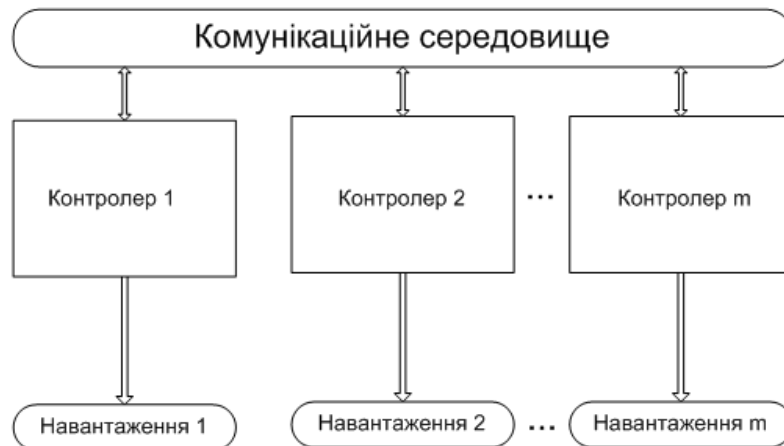 Комунікаційне середовище
Контролер 1
Контролер 2
...
Контролер m
Навантаження 1
Навантаження 2
...
Навантаження m